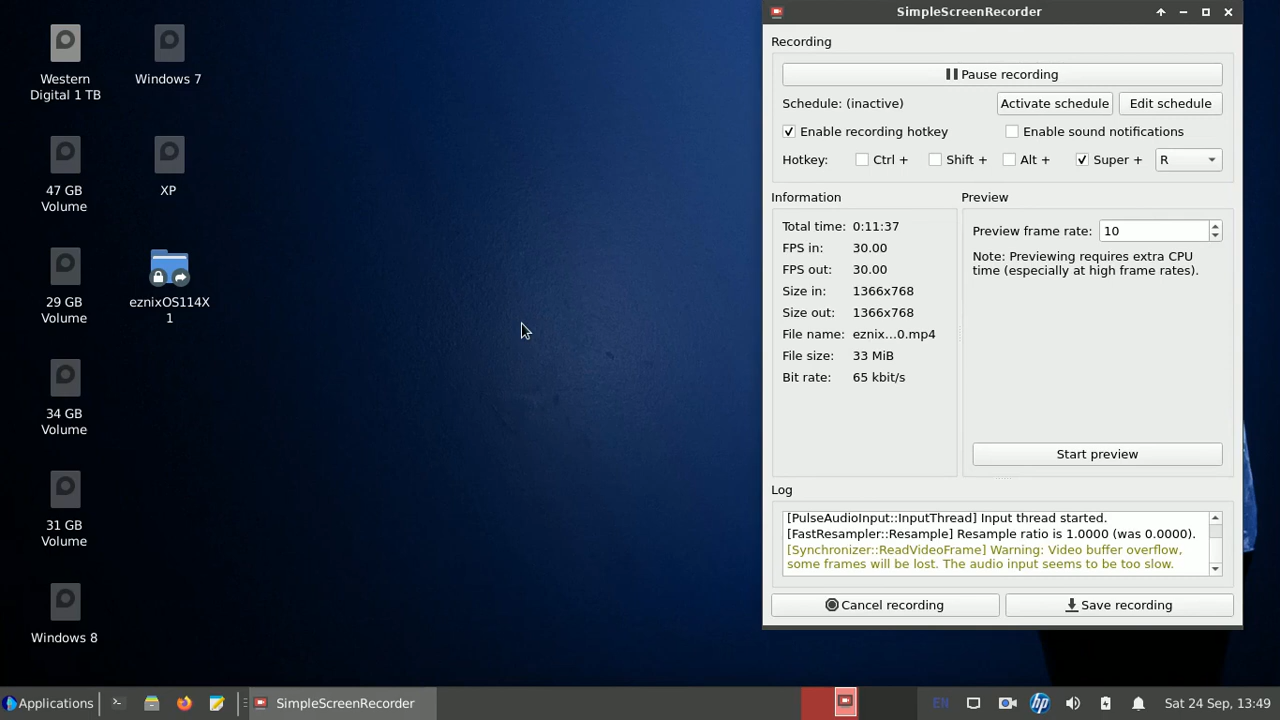 Western
Digital 1 TB
Windows 7
47 GB
Volume
XP
29 GB
Volume
eznixOS114X
1
34 GB
Volume
31 GB
Volume
Windows 8
SimpleScreenRecorder
Recording
Pause recording
Schedule: (inactive)
Activate schedule
Edit schedule
Enable recording hotkey
Enable sound notifications
Hotkey:
Ctrl +
Shift +
Alt +
Super +
R
Information
Total time: 0:11:37
FPS in: 30.00
FPS out: 30.00
Size in: 1366x768
Size out: 1366x768
File name: eznix...0.mp4
File size: 33 MiB
Bit rate: 65 kbit/s
Preview
Preview frame rate: 10
Note: Previewing requires extra CPU
time (especially at high frame rates).
Start preview
Log
[PulseAudioInput::InputThread] Input thread started.
[FastResampler::Resample] Resample ratio is 1.0000 (was 0.0000).
[Synchronizer::ReadVideoFrame] Warning: Video buffer overflow,
some frames will be lost. The audio input seems to be too slow.
Cancel recording
Save recording
Applications
SimpleScreenRecorder
EN
hp
Sat 24 Sep, 13:49